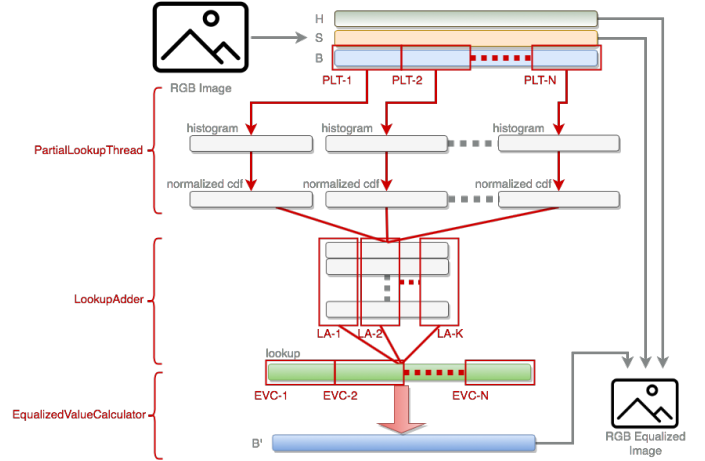 H
S
B
RGB Image
PLT-1
PLT-2
PLT-N
histogram
histogram
histogram
PartialLookupThread
normalized cdf
normalized cdf
normalized cdf
LookupAdder
LA-1
LA-2
LA-K
lookup
EVC-1
EVC-2
EVC-N
EqualizedValueCalculator
B'
RGB Equalized
Image